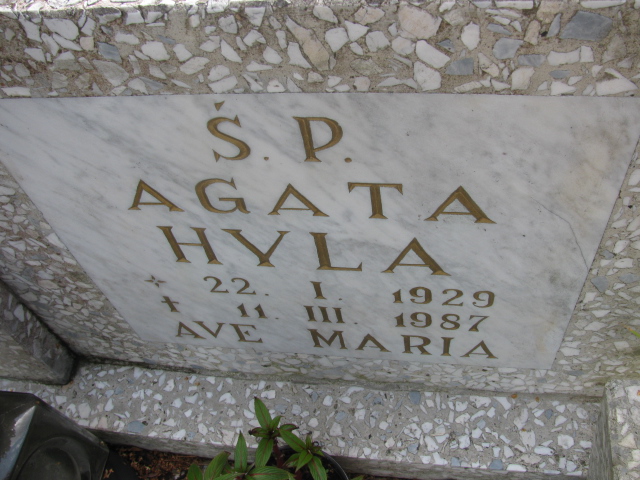 Ś. P.
AGATA
HYLA
* 22. I. 1929
✝ 11. III. 1987
AVE MARIA